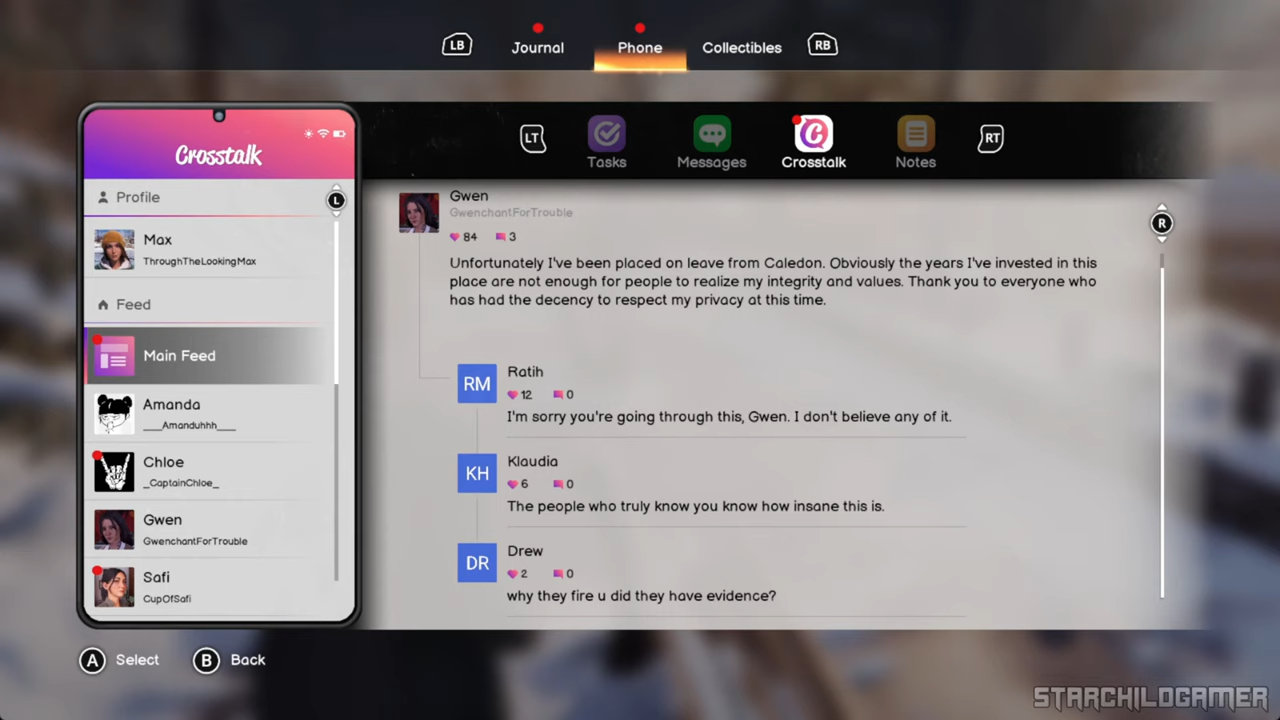 LB
Journal
Phone
Collectibles
RB
Crosstalk
Profile
L
Max
ThroughTheLookingMax
Feed
Main Feed
Amanda
___Amanduhhh___
Chloe
_CaptainChloe_
Gwen
GwenchantForTrouble
Safi
CupOfSafi
LT
Tasks
Messages
Crosstalk
Notes
RT
R
Gwen
GwenchantForTrouble
84 3
Unfortunately I've been placed on leave from Caledon. Obviously the years I've invested in this
place are not enough for people to realize my integrity and values. Thank you to everyone who
has had the decency to respect my privacy at this time.
RM
Ratih
12 0
I'm sorry you're going through this, Gwen. I don't believe any of it.
KH
Klaudia
6 0
The people who truly know you know how insane this is.
DR
Drew
2 0
why they fire u did they have evidence?
A Select
B Back
STARCHILDGAMER